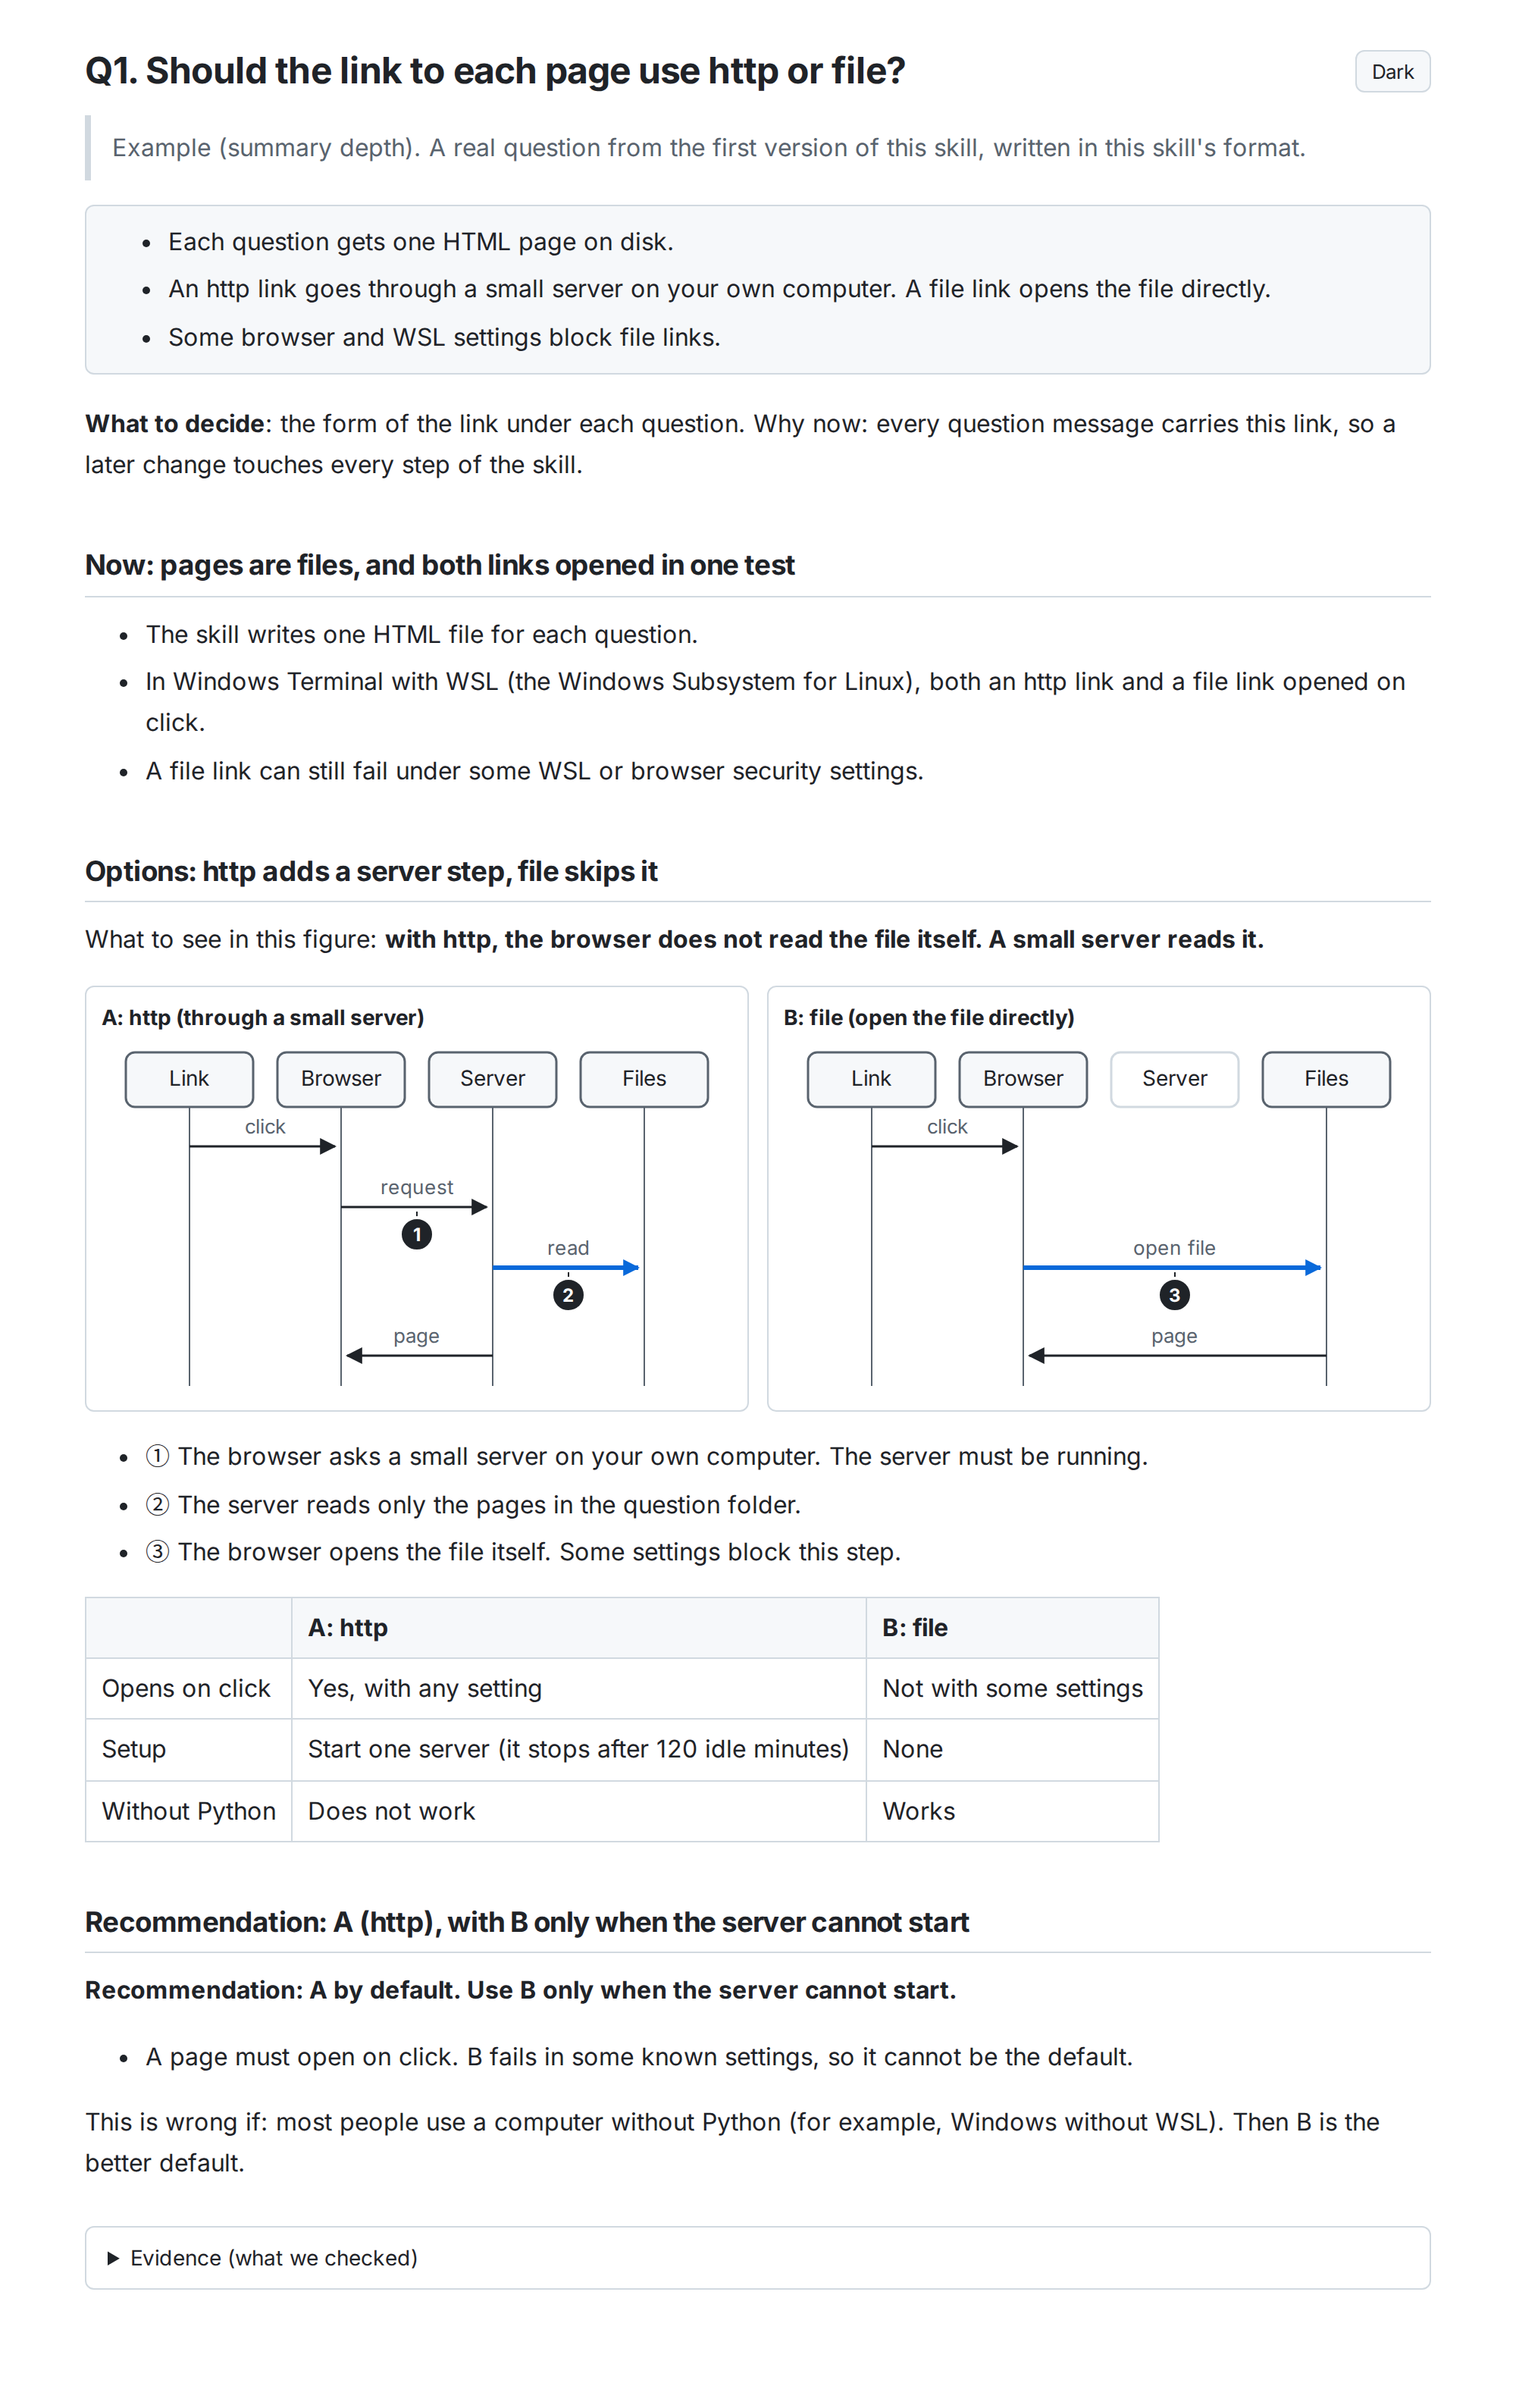 Q1. Should the link to each page use http or file?
Dark
Example (summary depth). A real question from the first version of this skill, written in this skill's format.
• Each question gets one HTML page on disk.
• An http link goes through a small server on your own computer. A file link opens the file directly.
• Some browser and WSL settings block file links.
What to decide: the form of the link under each question. Why now: every question message carries this link, so a
later change touches every step of the skill.
Now: pages are files, and both links opened in one test
• The skill writes one HTML file for each question.
• In Windows Terminal with WSL (the Windows Subsystem for Linux), both an http link and a file link opened on
click.
• A file link can still fail under some WSL or browser security settings.
Options: http adds a server step, file skips it
What to see in this figure: with http, the browser does not read the file itself. A small server reads it.
A: http (through a small server)
Link Browser Server Files
click
request
1
read
2
page
B: file (open the file directly)
Link Browser Server Files
click
open file
3
page
• ① The browser asks a small server on your own computer. The server must be running.
• ② The server reads only the pages in the question folder.
• ③ The browser opens the file itself. Some settings block this step.
A: http B: file
Opens on click Yes, with any setting Not with some settings
Setup Start one server (it stops after 120 idle minutes) None
Without Python Does not work Works
Recommendation: A (http), with B only when the server cannot start
Recommendation: A by default. Use B only when the server cannot start.
• A page must open on click. B fails in some known settings, so it cannot be the default.
This is wrong if: most people use a computer without Python (for example, Windows without WSL). Then B is the
better default.
▶ Evidence (what we checked)